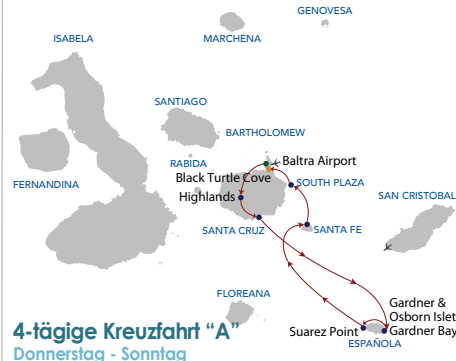 GENOVESA
ISABELA
MARCHENA
SANTIAGO
BARTHOLOMEW
RABIDA
Baltra Airport
Black Turtle Cove
FERNANDINA
SOUTH PLAZA
Highlands
SAN CRISTOBAL
SANTA CRUZ
SANTA FE
FLOREANA
Gardner &
Osborn Islet
Suarez Point
Gardner Bay
ESPAÑOLA
4-tägige Kreuzfahrt “A”
Donnerstag - Sonntag